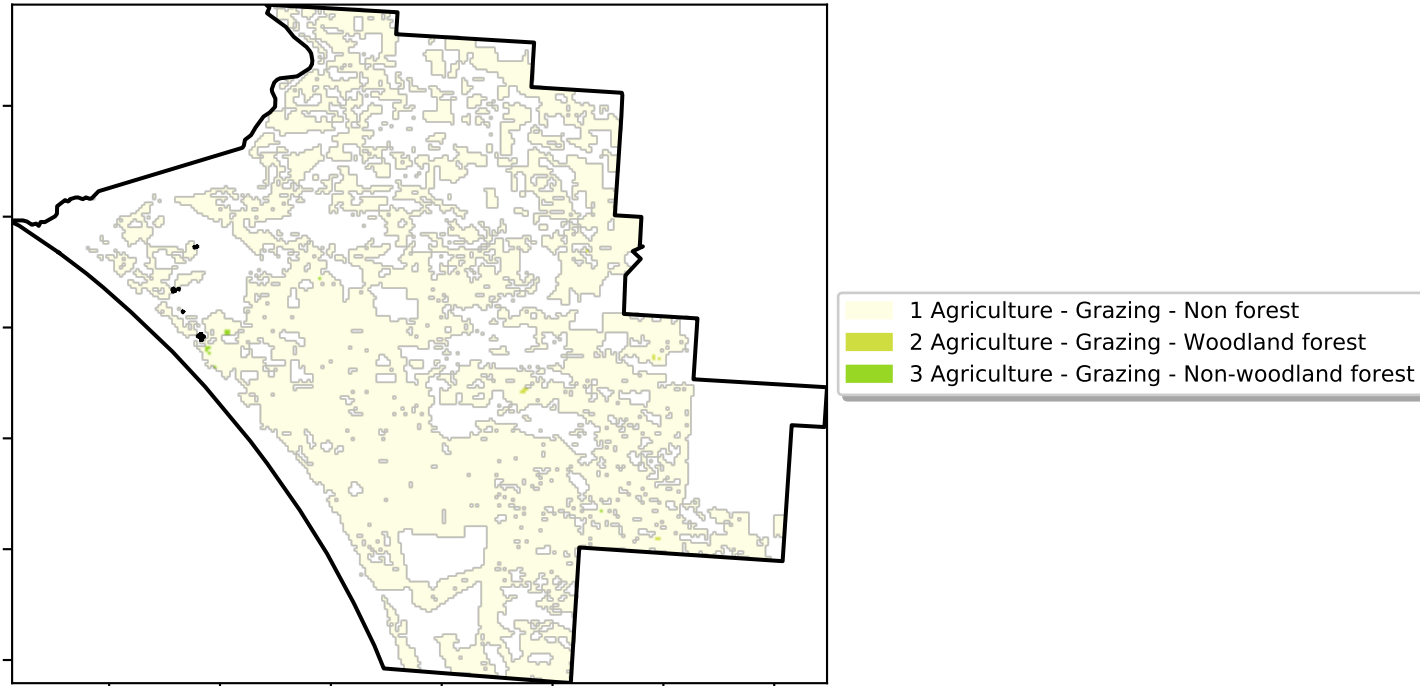 1 Agriculture - Grazing - Non forest
2 Agriculture - Grazing - Woodland forest
3 Agriculture - Grazing - Non-woodland forest